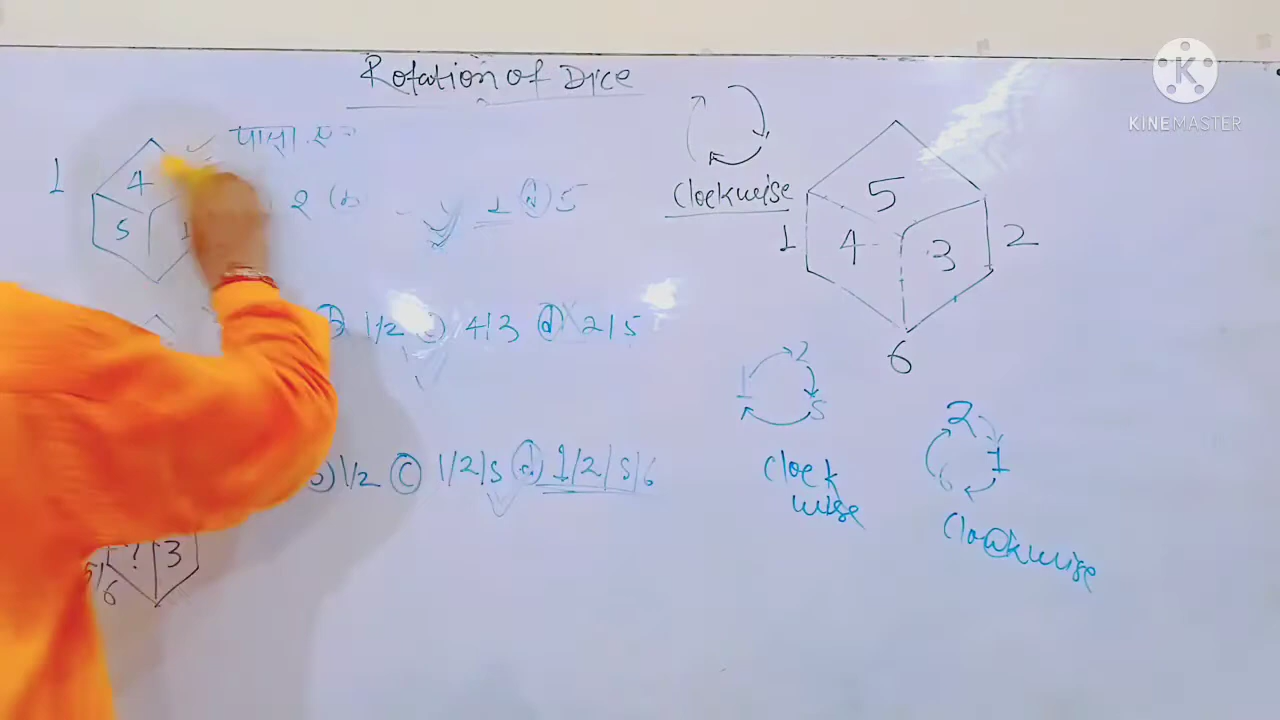 Rotation of Dice
KINEMASTER
1
4
5
पासा
2
1 (d) 5
Clockwise
5
1 4 3 2
6
1/2 4/3 (d) 2/5
1 2 5
Clock
wise
2 1 6
Clockwise
1/2 (c) 1/2/5 (d) 1/2/5/6
? 3
6